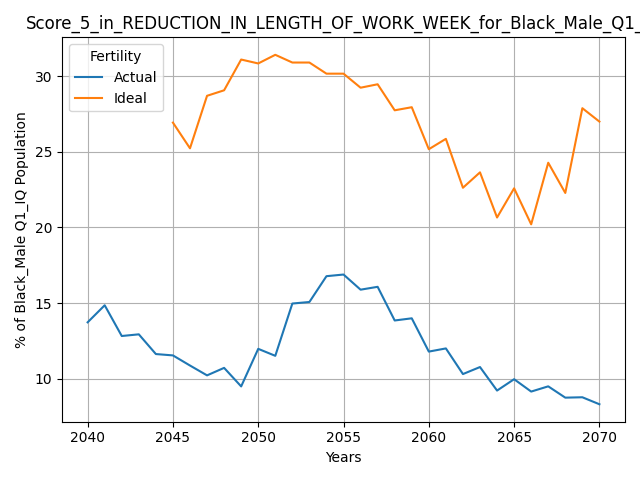 Score_5_in_REDUCTION_IN_LENGTH_OF_WORK_WEEK_for_Black_Male_Q1_
Fertility
Actual
Ideal
30
25
20
15
10
% of Black_Male Q1_IQ Population
2040 2045 2050 2055 2060 2065 2070
Years